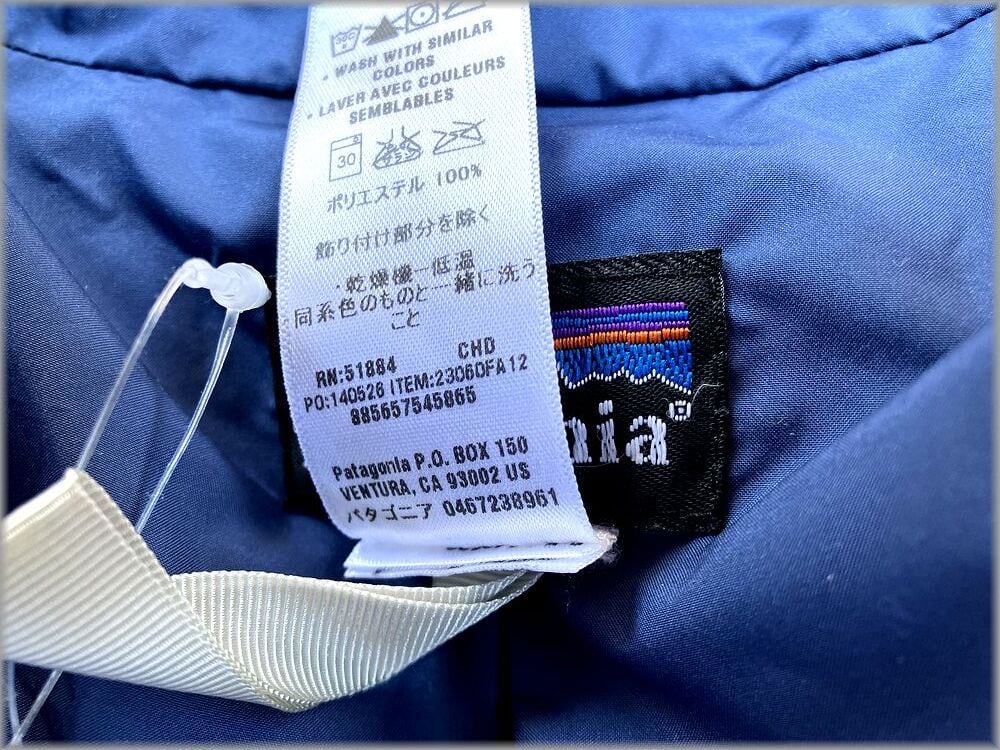 • WASH WITH SIMILAR
COLORS
• LAVER AVEC COULEURS
SEMBLABLES
30
ポリエステル 100%
飾り付け部分を除く
・乾燥機一低温
同系色のものと一緒に洗う
こと
RN:51884 CHD
PO:140526 ITEM:23060FA12
885657545865
Patagonia P.O. BOX 150
VENTURA, CA 93002 US
パタゴニア 0467238961
nia®